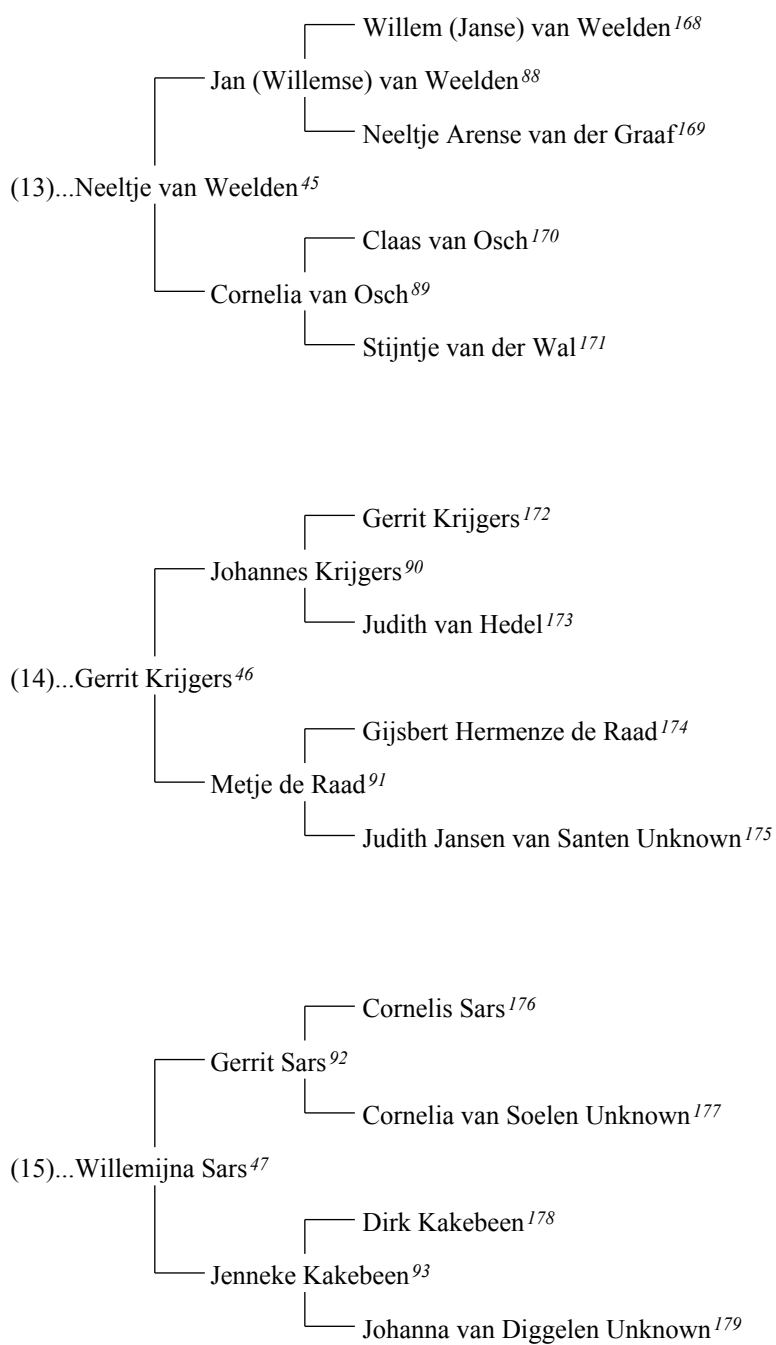 Willem (Janse) van Weelden168
Jan (Willemse) van Weelden88
Neeltje Arense van der Graaf169
(13)...Neeltje van Weelden45
Claas van Osch170
Cornelia van Osch89
Stijntje van der Wal171
Gerrit Krijgers172
Johannes Krijgers90
Judith van Hedel173
(14)...Gerrit Krijgers46
Gijsbert Hermenze de Raad174
Metje de Raad91
Judith Jansen van Santen Unknown175
Cornelis Sars176
Gerrit Sars92
Cornelia van Soelen Unknown177
(15)...Willemijna Sars47
Dirk Kakebeen178
Jenneke Kakebeen93
Johanna van Diggelen Unknown179